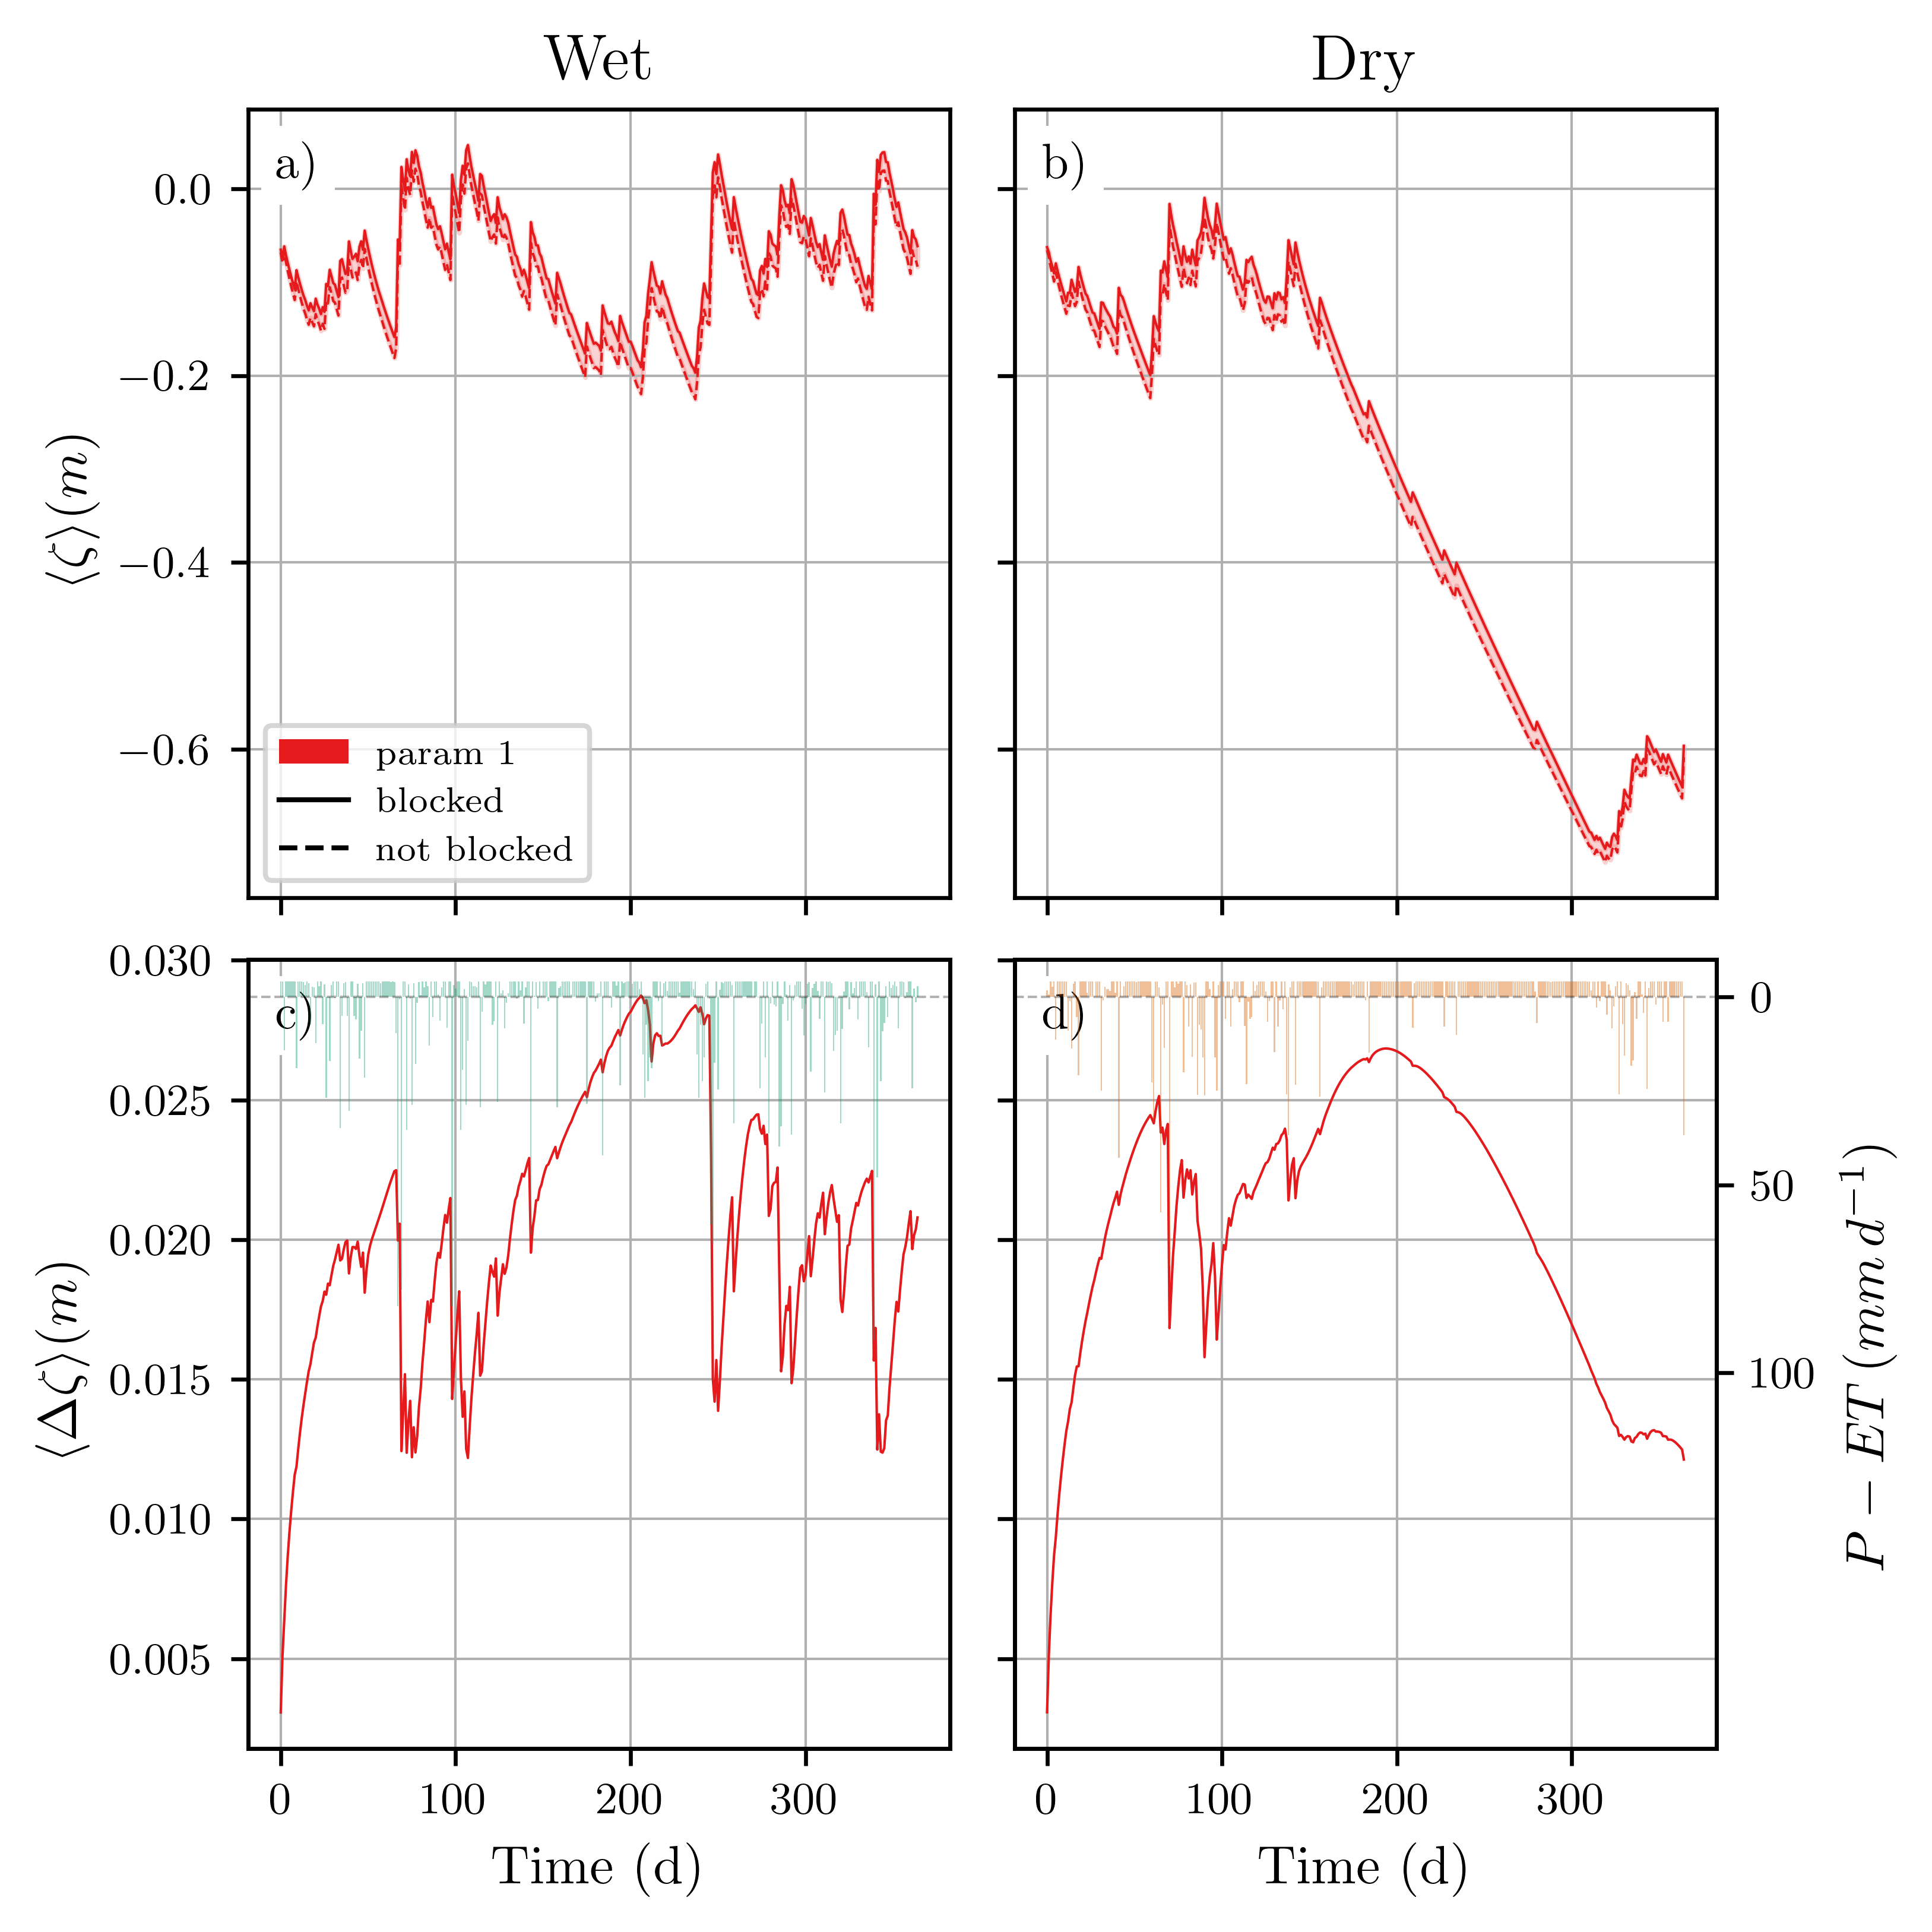 Wet
Dry
a)
b)
0.0
−0.2
−0.4
−0.6
⟨ζ⟩(m)
param 1
blocked
not blocked
c)
d)
0.030
0.025
0.020
0.015
0.010
0.005
⟨Δζ⟩(m)
0
50
100
P − ET (mm d⁻¹)
0 100 200 300
0 100 200 300
Time (d)
Time (d)